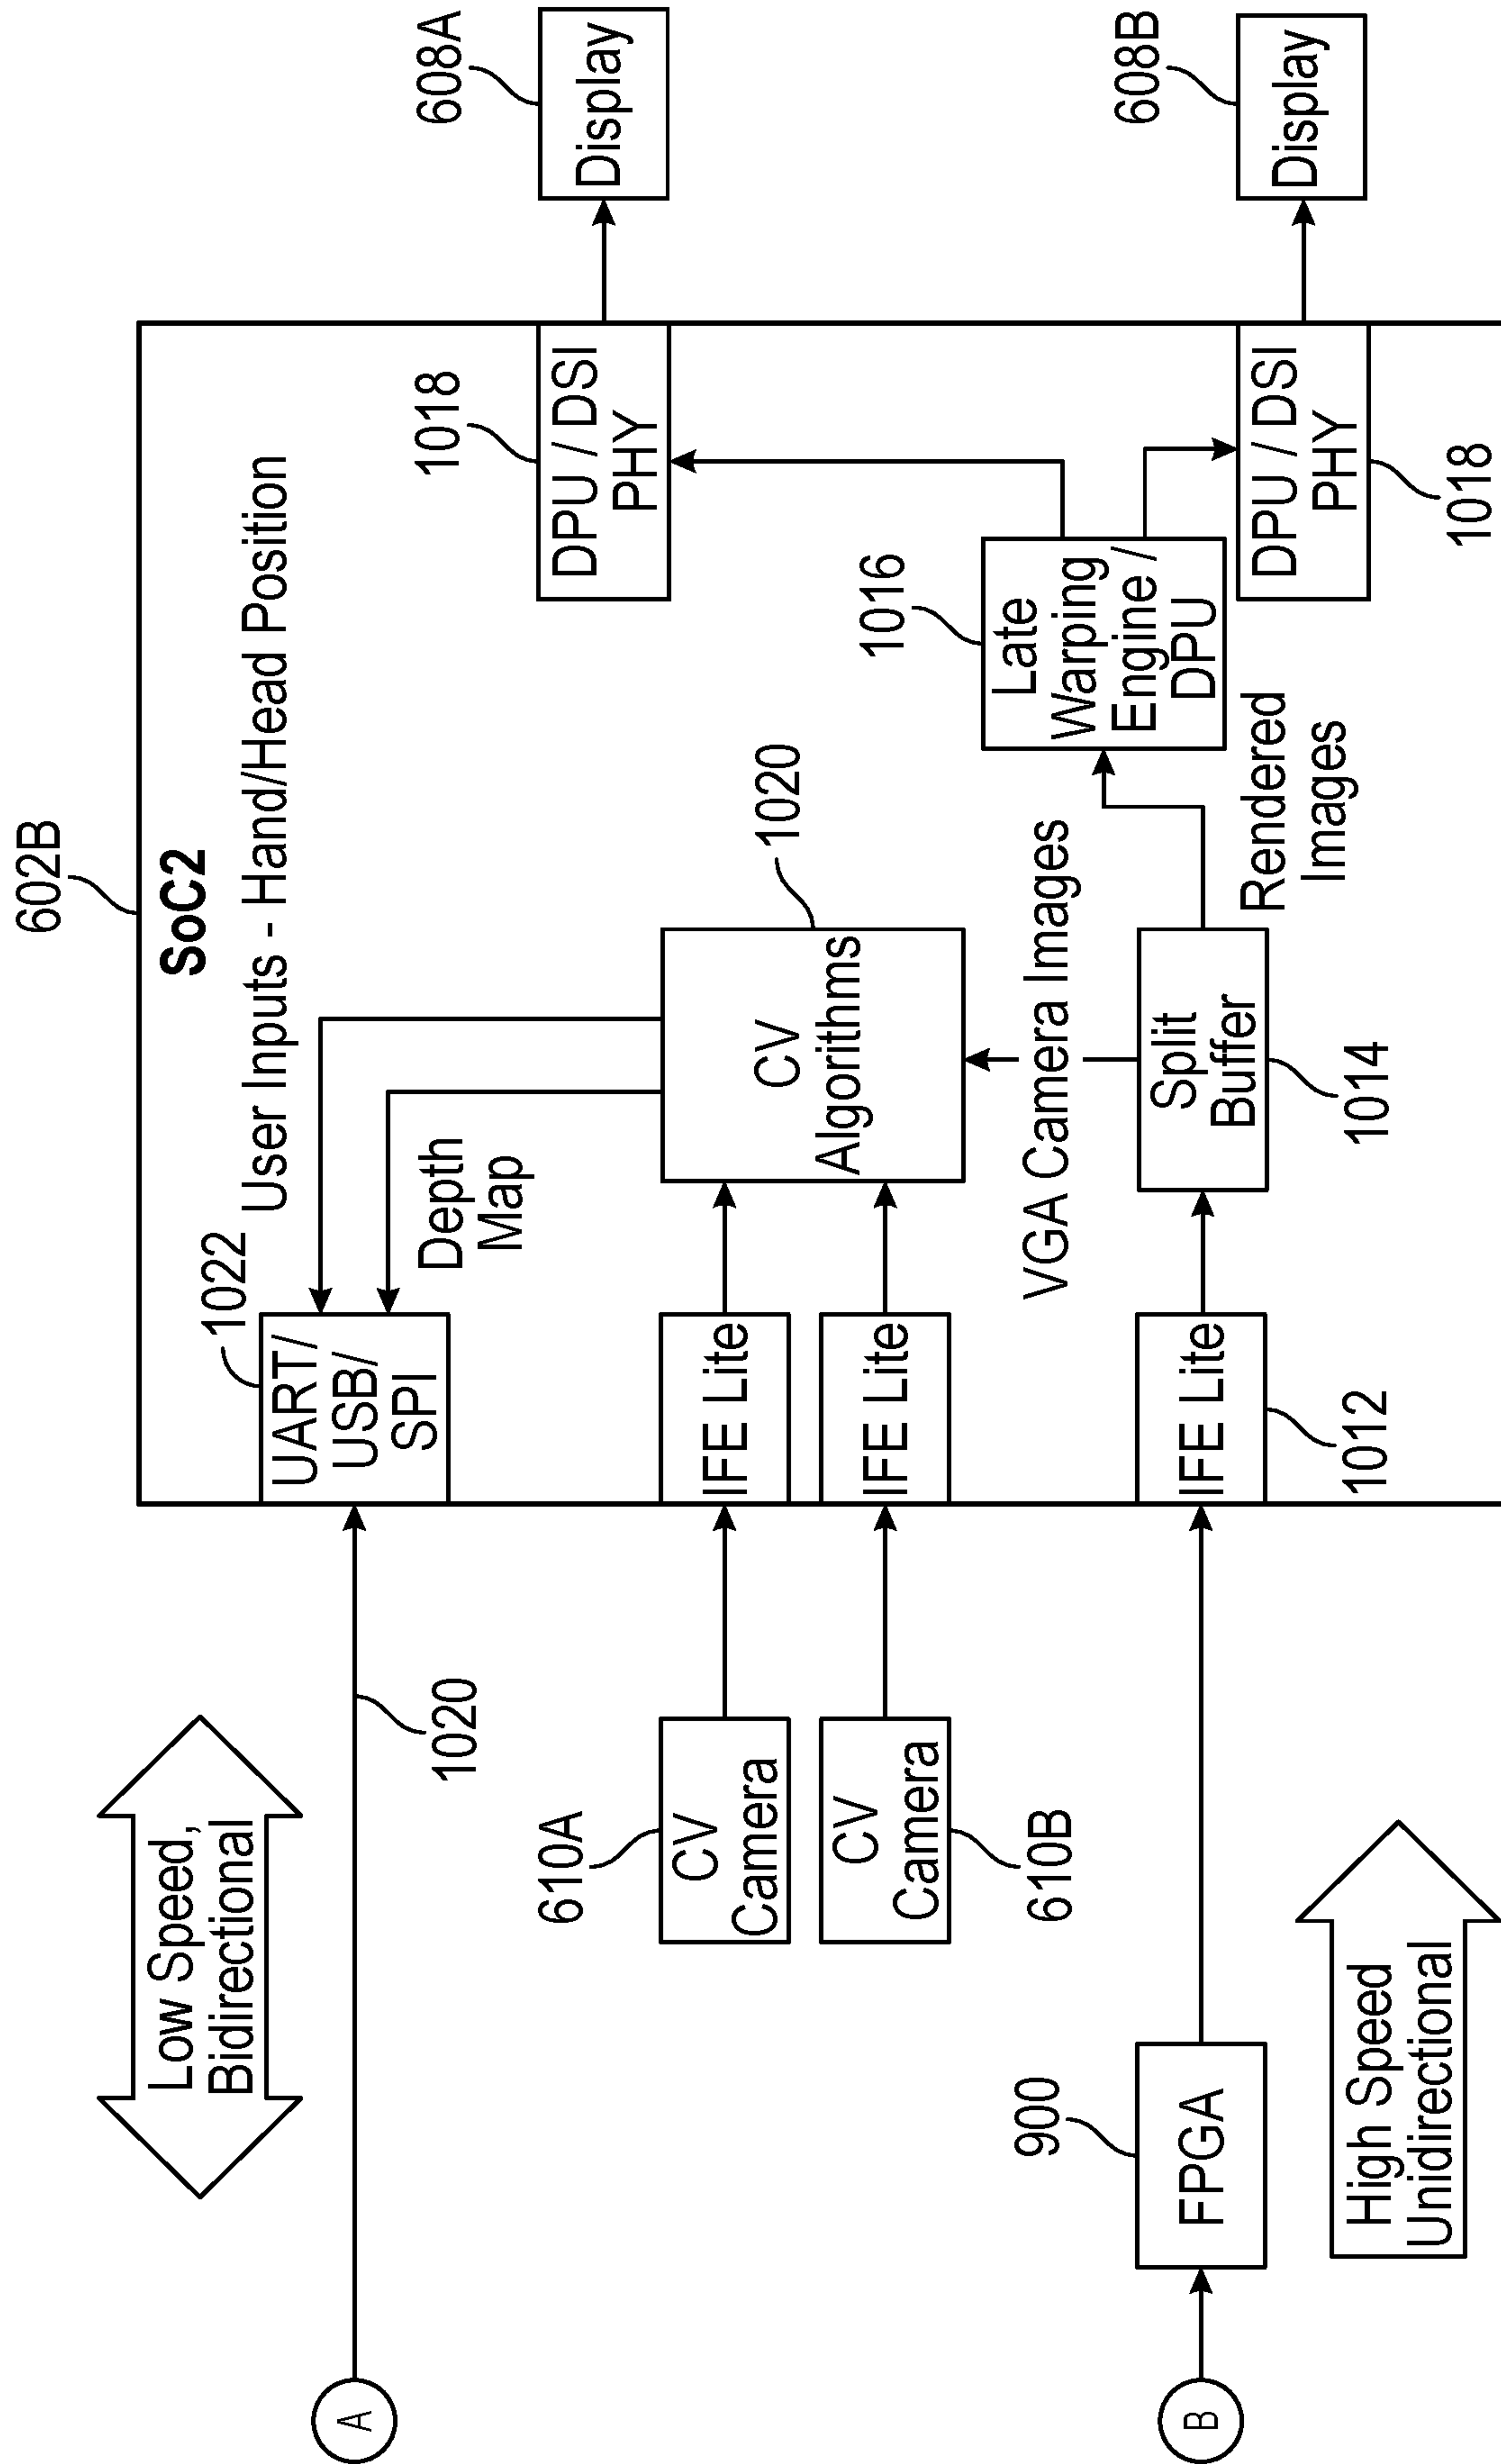 602B
SoC2
User Inputs - Hand/Head Position
Low Speed,
Bidirectional
1022
UART/
USB/
SPI
A
1020
Depth
Map
1018
DPU / DSI
PHY
608A
Display
610A
CV
Camera
IFE Lite
1020
CV
Algorithms
CV
Camera
610B
IFE Lite
1016
Late
Warping
Engine /
DPU
VGA Camera Images
900
B
FPGA
IFE Lite
1012
Split
Buffer
1014
Rendered
Images
608B
Display
DPU / DSI
PHY
1018
High Speed
Unidirectional